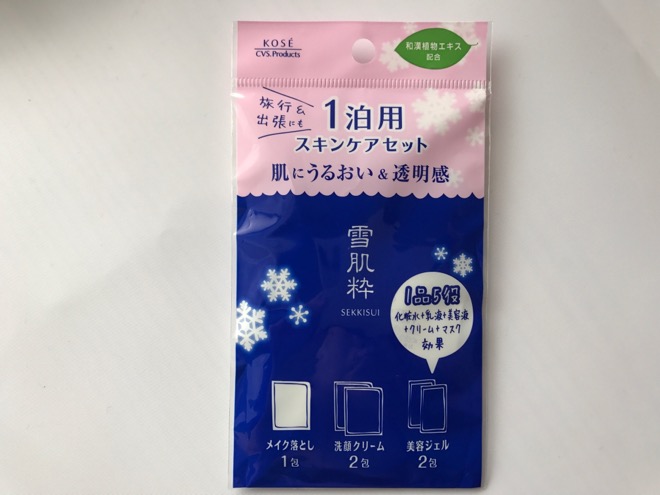 KOSÉ
CVS. Products
和漢植物エキス
配合
旅行&
出張にも
1泊用
スキンケアセット
肌にうるおい&透明感
雪肌粋
SEKKISUI
1品5役
化粧水+乳液+美容液
+クリーム+マスク
効果
メイク落とし
1包
洗顔クリーム
2包
美容ジェル
2包